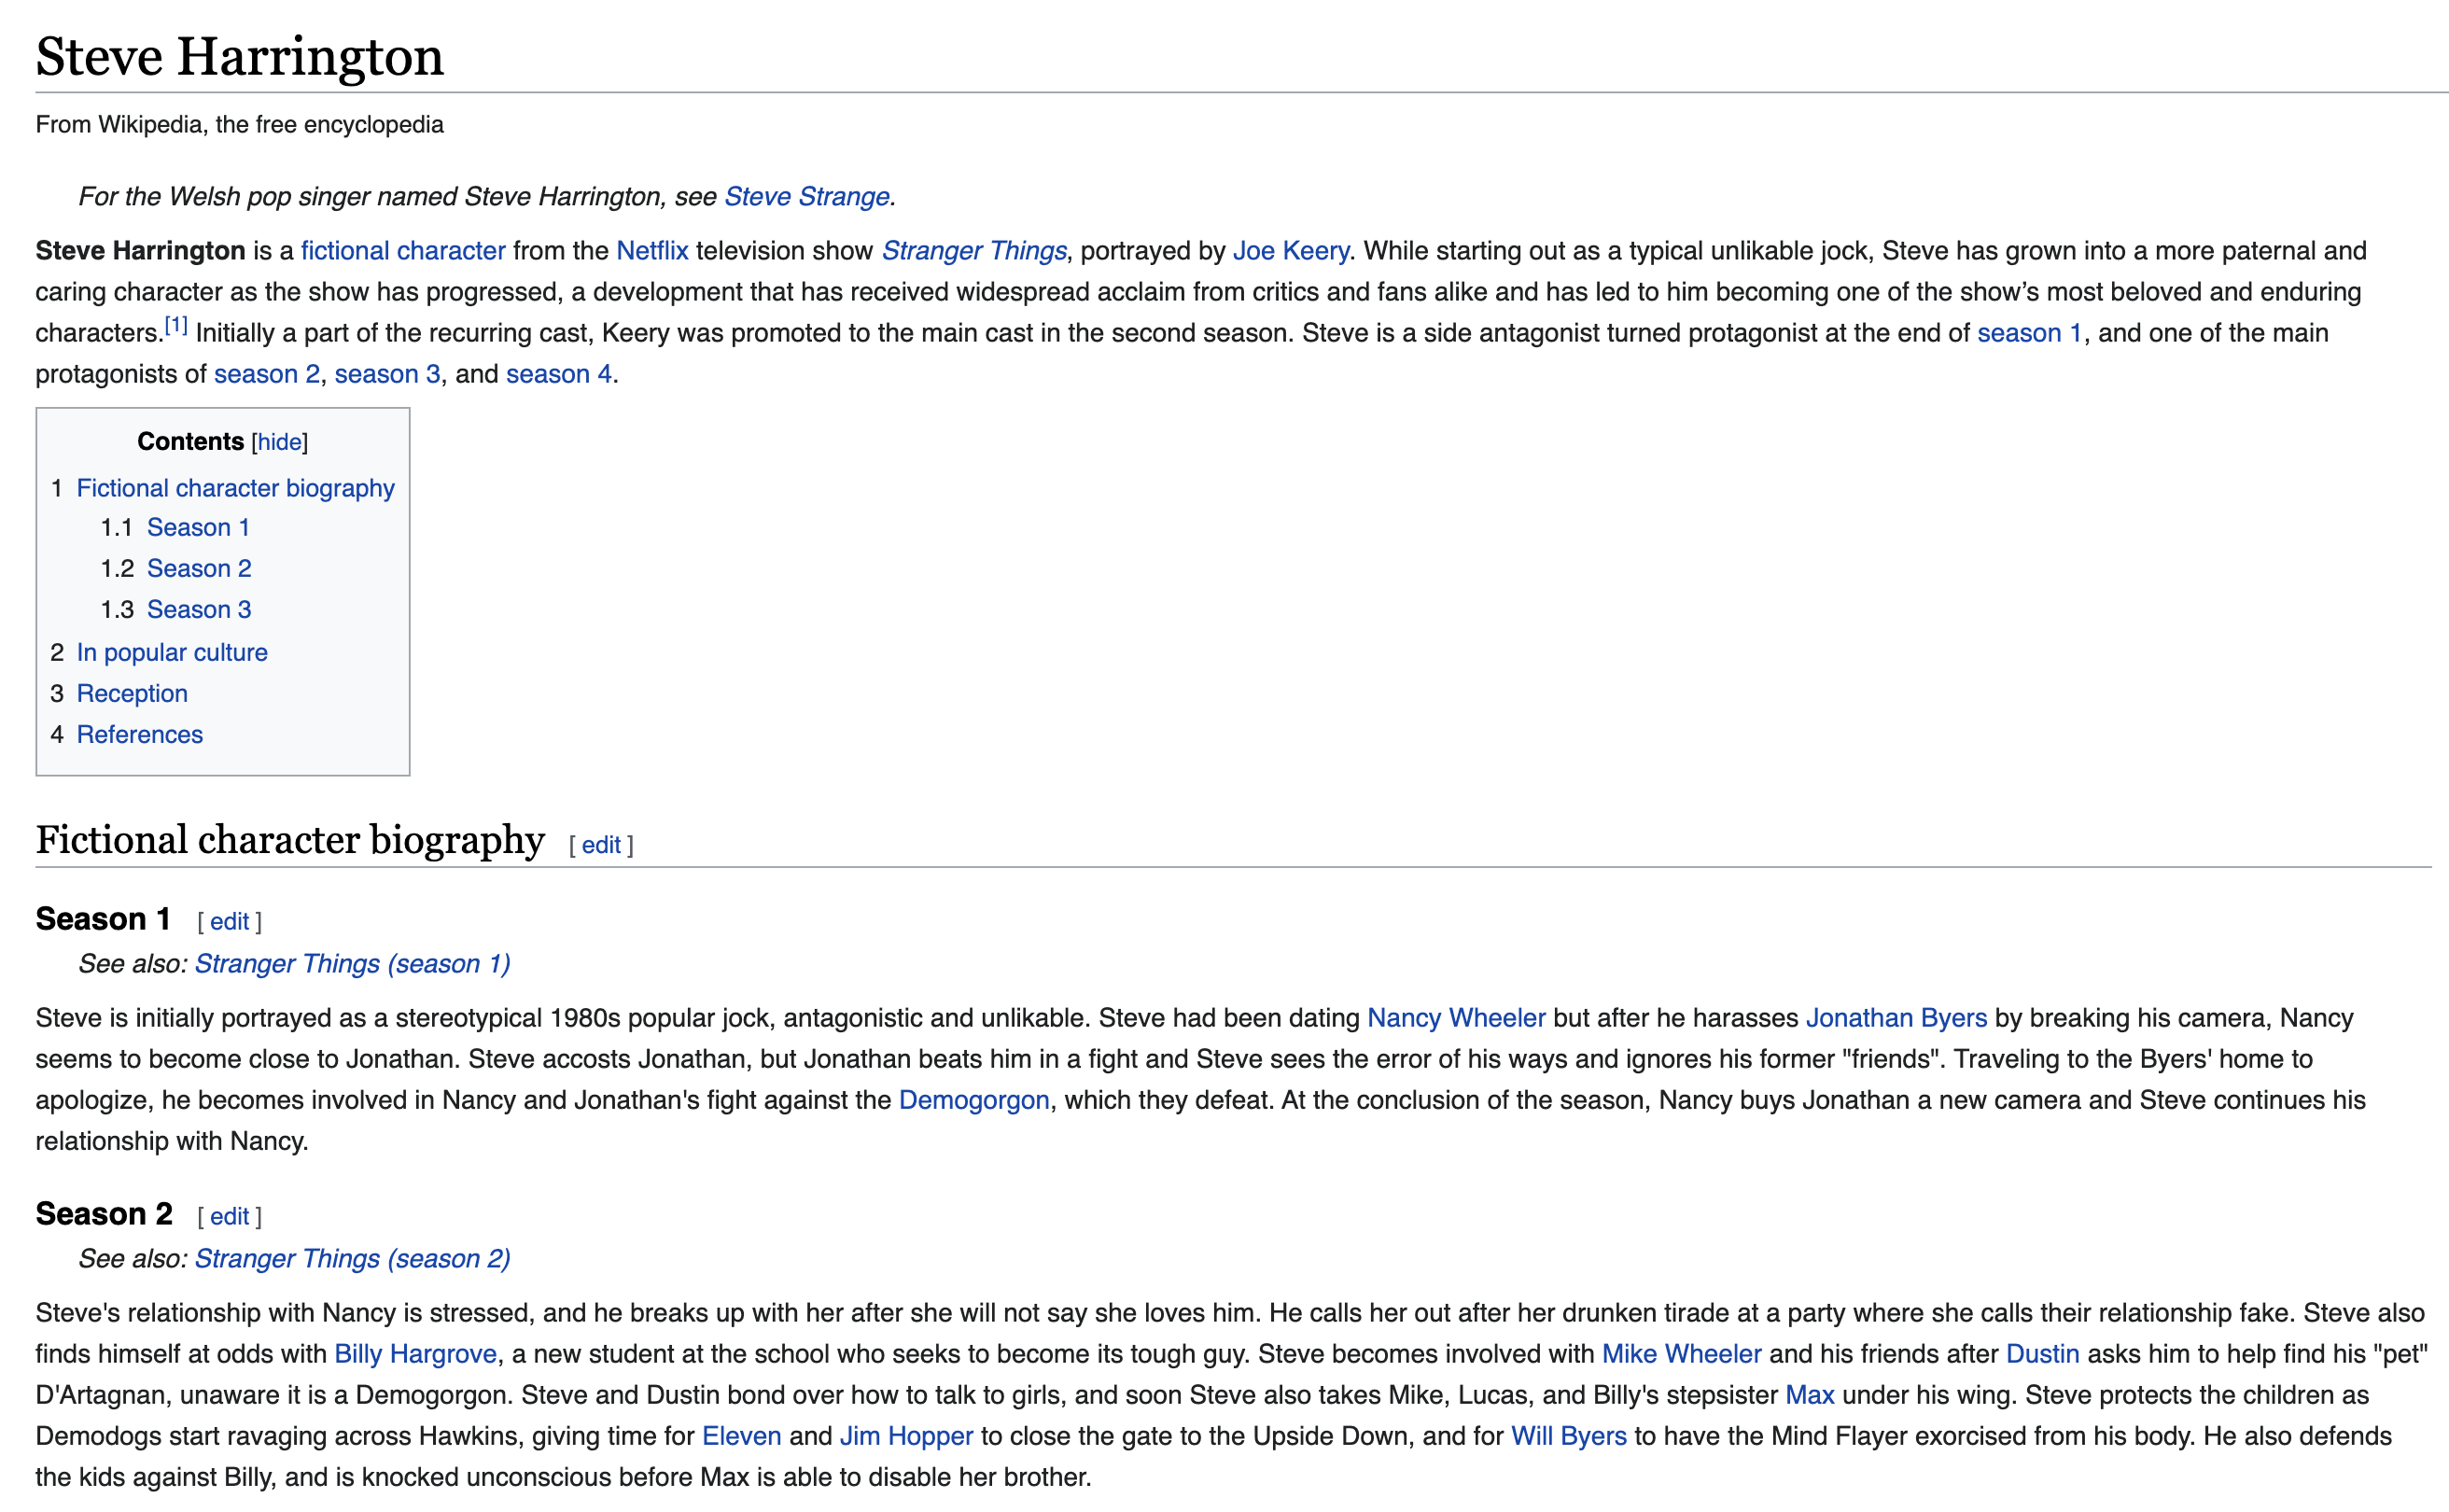 Steve Harrington
From Wikipedia, the free encyclopedia
For the Welsh pop singer named Steve Harrington, see Steve Strange.
Steve Harrington is a fictional character from the Netflix television show Stranger Things, portrayed by Joe Keery. While starting out as a typical unlikable jock, Steve has grown into a more paternal and
caring character as the show has progressed, a development that has received widespread acclaim from critics and fans alike and has led to him becoming one of the show’s most beloved and enduring
characters.[1] Initially a part of the recurring cast, Keery was promoted to the main cast in the second season. Steve is a side antagonist turned protagonist at the end of season 1, and one of the main
protagonists of season 2, season 3, and season 4.
Contents [hide]
1 Fictional character biography
1.1 Season 1
1.2 Season 2
1.3 Season 3
2 In popular culture
3 Reception
4 References
Fictional character biography [ edit ]
Season 1 [ edit ]
See also: Stranger Things (season 1)
Steve is initially portrayed as a stereotypical 1980s popular jock, antagonistic and unlikable. Steve had been dating Nancy Wheeler but after he harasses Jonathan Byers by breaking his camera, Nancy
seems to become close to Jonathan. Steve accosts Jonathan, but Jonathan beats him in a fight and Steve sees the error of his ways and ignores his former "friends". Traveling to the Byers' home to
apologize, he becomes involved in Nancy and Jonathan's fight against the Demogorgon, which they defeat. At the conclusion of the season, Nancy buys Jonathan a new camera and Steve continues his
relationship with Nancy.
Season 2 [ edit ]
See also: Stranger Things (season 2)
Steve's relationship with Nancy is stressed, and he breaks up with her after she will not say she loves him. He calls her out after her drunken tirade at a party where she calls their relationship fake. Steve also
finds himself at odds with Billy Hargrove, a new student at the school who seeks to become its tough guy. Steve becomes involved with Mike Wheeler and his friends after Dustin asks him to help find his "pet"
D'Artagnan, unaware it is a Demogorgon. Steve and Dustin bond over how to talk to girls, and soon Steve also takes Mike, Lucas, and Billy's stepsister Max under his wing. Steve protects the children as
Demodogs start ravaging across Hawkins, giving time for Eleven and Jim Hopper to close the gate to the Upside Down, and for Will Byers to have the Mind Flayer exorcised from his body. He also defends
the kids against Billy, and is knocked unconscious before Max is able to disable her brother.